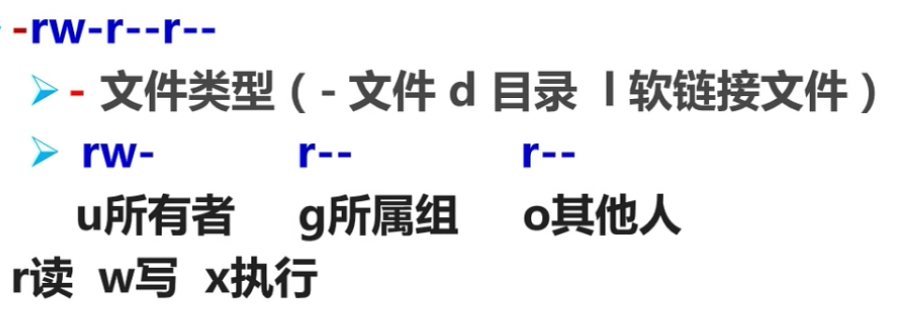 -rw-r--r--
- 文件类型（- 文件 d 目录 l 软链接文件）
rw- r-- r--
u所有者 g所属组 o其他人
r读 w写 x执行